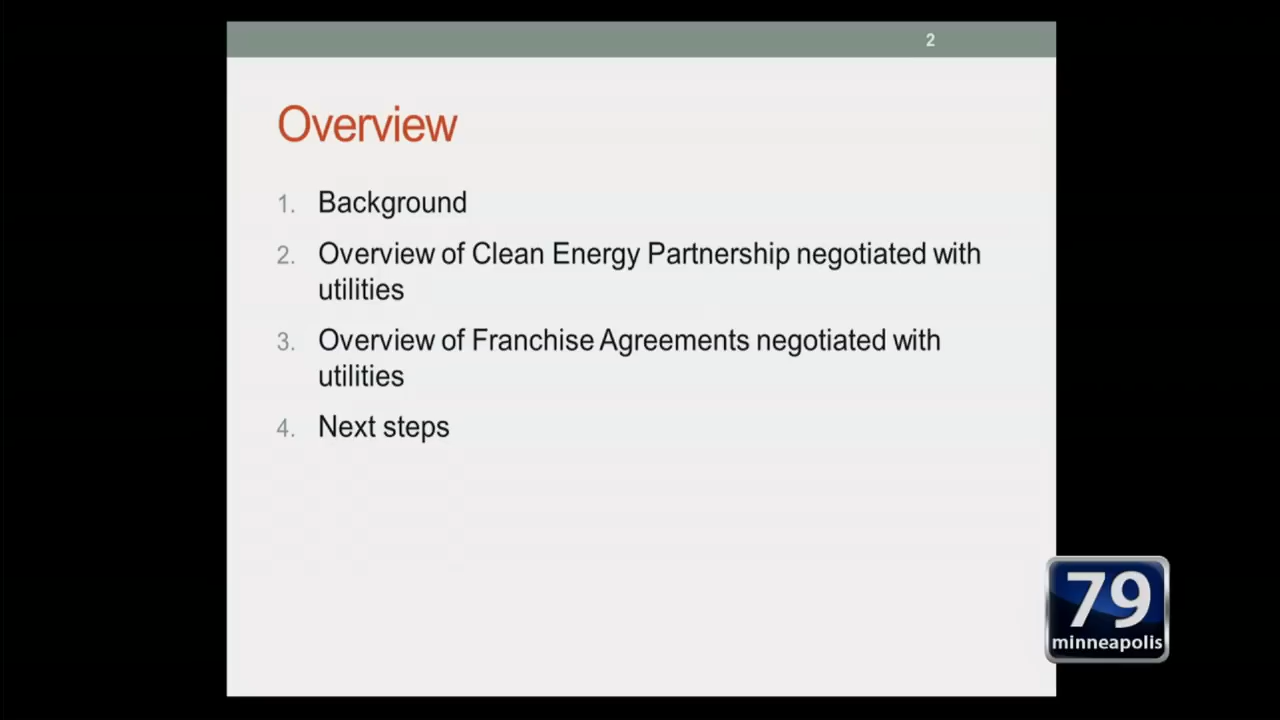 2
Overview
1. Background
2. Overview of Clean Energy Partnership negotiated with
utilities
3. Overview of Franchise Agreements negotiated with
utilities
4. Next steps
79
minneapolis